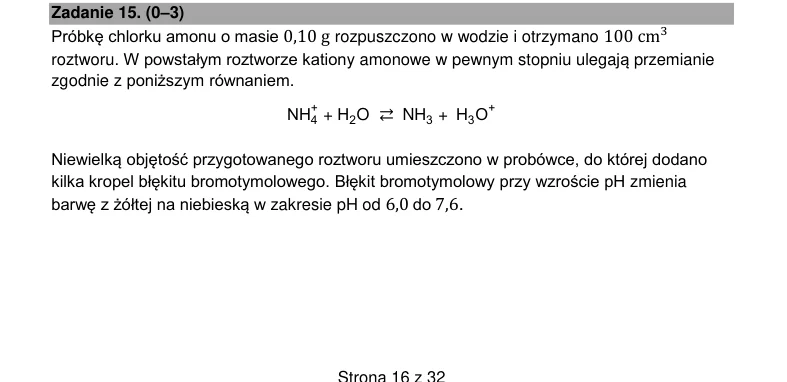 Zadanie 15. (0–3)
Próbkę chlorku amonu o masie 0,10 g rozpuszczono w wodzie i otrzymano 100 cm³
roztworu. W powstałym roztworze kationy amonowe w pewnym stopniu ulegają przemianie
zgodnie z poniższym równaniem.
NH₄⁺ + H₂O ⇄ NH₃ + H₃O⁺
Niewielką objętość przygotowanego roztworu umieszczono w probówce, do której dodano
kilka kropel błękitu bromotymolowego. Błękit bromotymolowy przy wzroście pH zmienia
barwę z żółtej na niebieską w zakresie pH od 6,0 do 7,6.
Strona 16 z 32